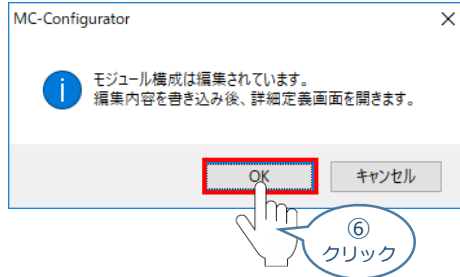 MC-Configurator
モジュール構成は編集されています。
編集内容を書き込み後、詳細定義画面を開きます。
OK
キャンセル
⑥
クリック